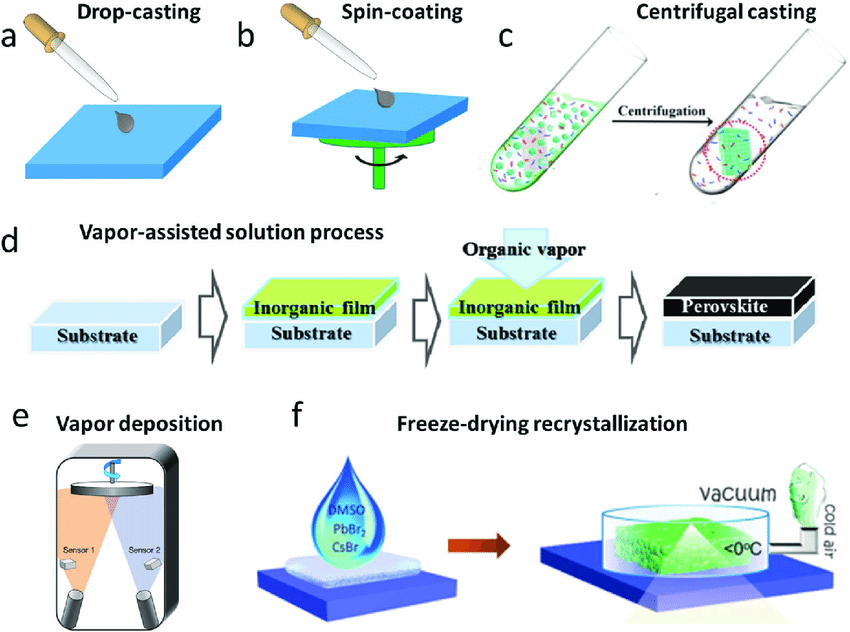 Drop-casting
a
Spin-coating
b
Centrifugal casting
c
Centrifugation
d
Vapor-assisted solution process
Organic vapor
Inorganic film
Inorganic film
Perovskite
Substrate
Substrate
Substrate
Substrate
e
Vapor deposition
Sensor 1
Sensor 2
f
Freeze-drying recrystallization
DMSO
PbBr₂
CsBr
vacuum
<0°C
cold air